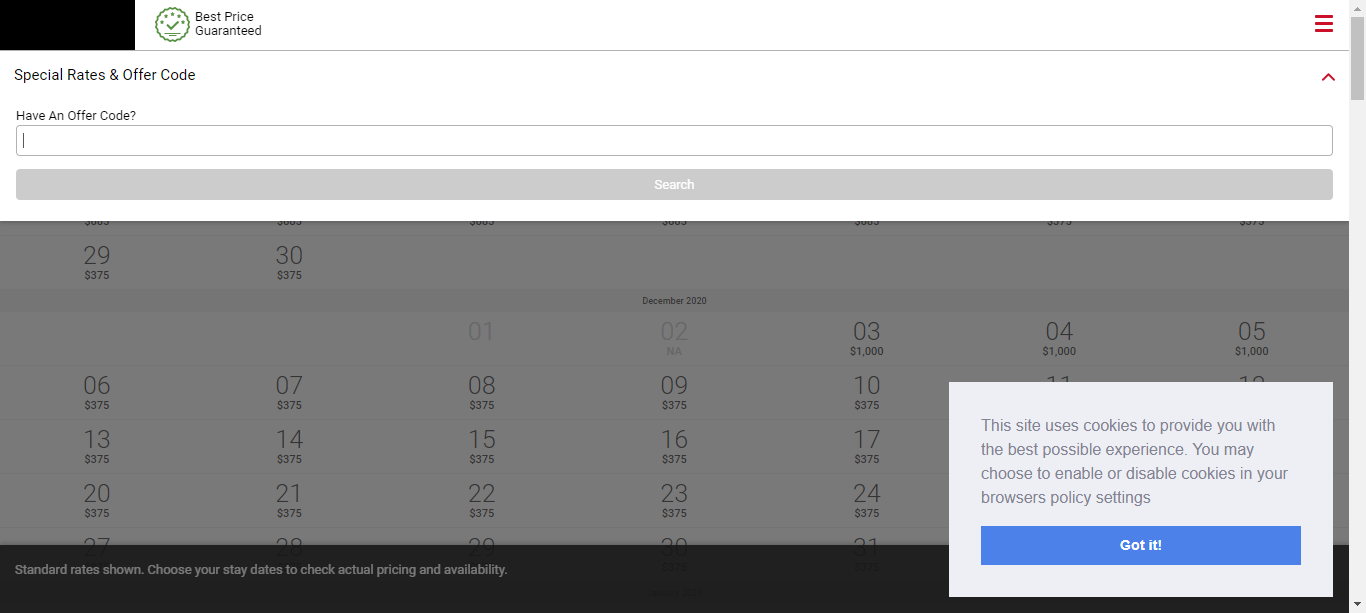 Best Price
Guaranteed
Special Rates & Offer Code
Have An Offer Code?
Search
29 30
$375 $375
December 2020
01 02 03 04 05
NA $1,000 $1,000 $1,000
06 07 08 09 10
$375 $375 $375 $375 $375
13 14 15 16 17
$375 $375 $375 $375 $375
20 21 22 23 24
$375 $375 $375 $375 $375
27 28 29 30 31
Standard rates shown. Choose your stay dates to check actual pricing and availability.
This site uses cookies to provide you with
the best possible experience. You may
choose to enable or disable cookies in your
browsers policy settings
Got it!